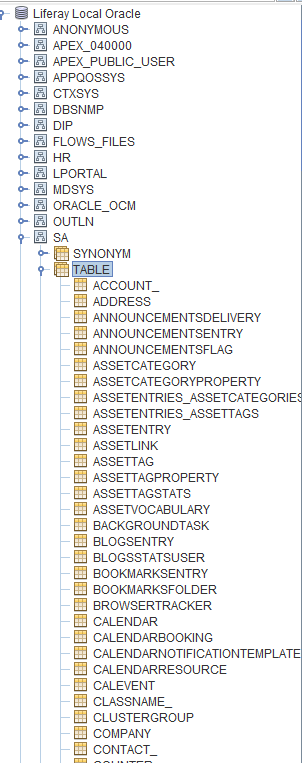 Liferay Local Oracle
ANONYMOUS
APEX_040000
APEX_PUBLIC_USER
APPQOSSYS
CTXSYS
DBSNMP
DIP
FLOWS_FILES
HR
LPORTAL
MDSYS
ORACLE_OCM
OUTLN
SA
SYNONYM
TABLE
ACCOUNT_
ADDRESS
ANNOUNCEMENTSDELIVERY
ANNOUNCEMENTSENTRY
ANNOUNCEMENTSFLAG
ASSETCATEGORY
ASSETCATEGORYPROPERTY
ASSETENTRIES_ASSETCATEGORIES
ASSETENTRIES_ASSETTAGS
ASSETENTRY
ASSETLINK
ASSETTAG
ASSETTAGPROPERTY
ASSETTAGSTATS
ASSETVOCABULARY
BACKGROUNDTASK
BLOGSENTRY
BLOGSSTATSUSER
BOOKMARKSENTRY
BOOKMARKSFOLDER
BROWSERTRACKER
CALENDAR
CALENDARBOOKING
CALENDARNOTIFICATIONTEMPLATE
CALENDARRESOURCE
CALEVENT
CLASSNAME_
CLUSTERGROUP
COMPANY
CONTACT_